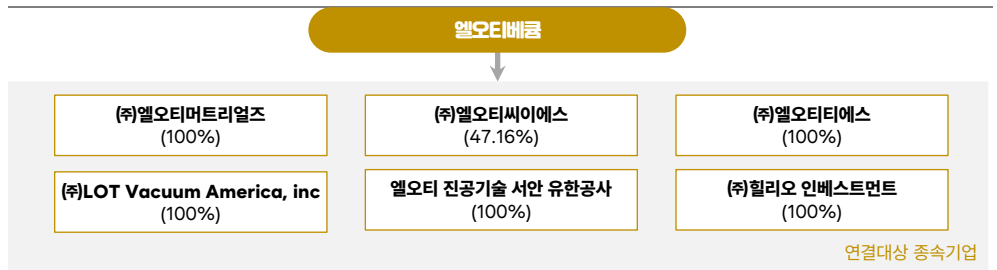 엘오티베큠
㈜엘오티머트리얼즈
(100%)
㈜엘오티씨이에스
(47.16%)
㈜엘오티티에스
(100%)
㈜LOT Vacuum America, inc
(100%)
엘오티 진공기술 서안 유한공사
(100%)
㈜힐리오 인베스트먼트
(100%)
연결대상 종속기업